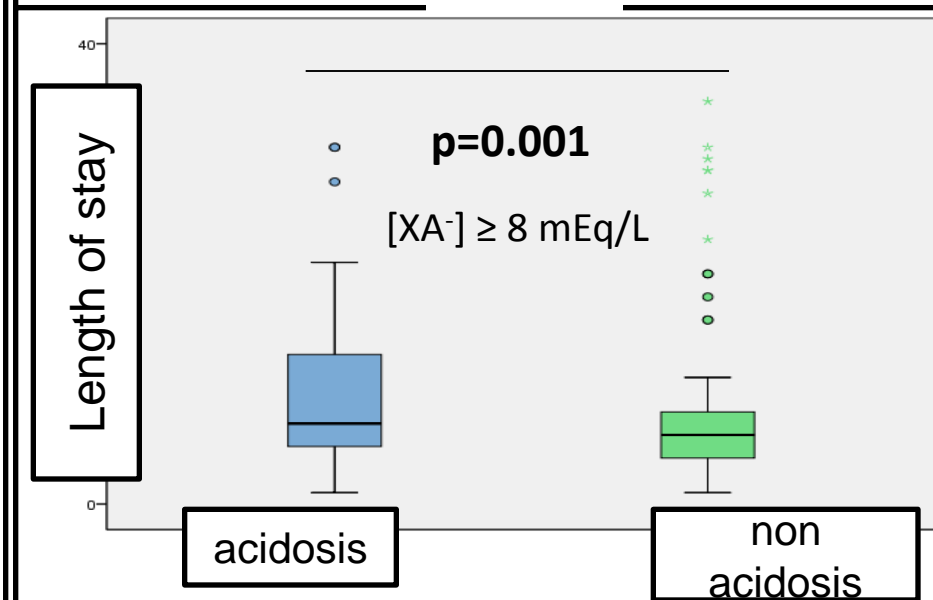 40
Length of stay
p=0.001
[XA⁻] ≥ 8 mEq/L
0
acidosis
non
acidosis